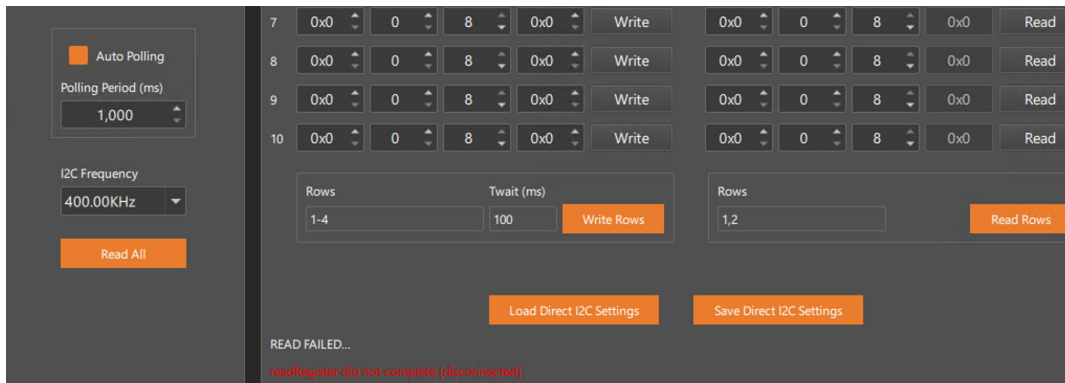 7 0x0 0 8 0x0 Write 0x0 0 8 0x0 Read
Auto Polling
8 0x0 0 8 0x0 Write 0x0 0 8 0x0 Read
Polling Period (ms)
9 0x0 0 8 0x0 Write 0x0 0 8 0x0 Read
1,000
10 0x0 0 8 0x0 Write 0x0 0 8 0x0 Read
I2C Frequency
400.00KHz
Read All
Rows Twait (ms) Rows
1-4 100 Write Rows 1,2 Read Rows
Load Direct I2C Settings Save Direct I2C Settings
READ FAILED...
readRegister did not complete [disconnected]